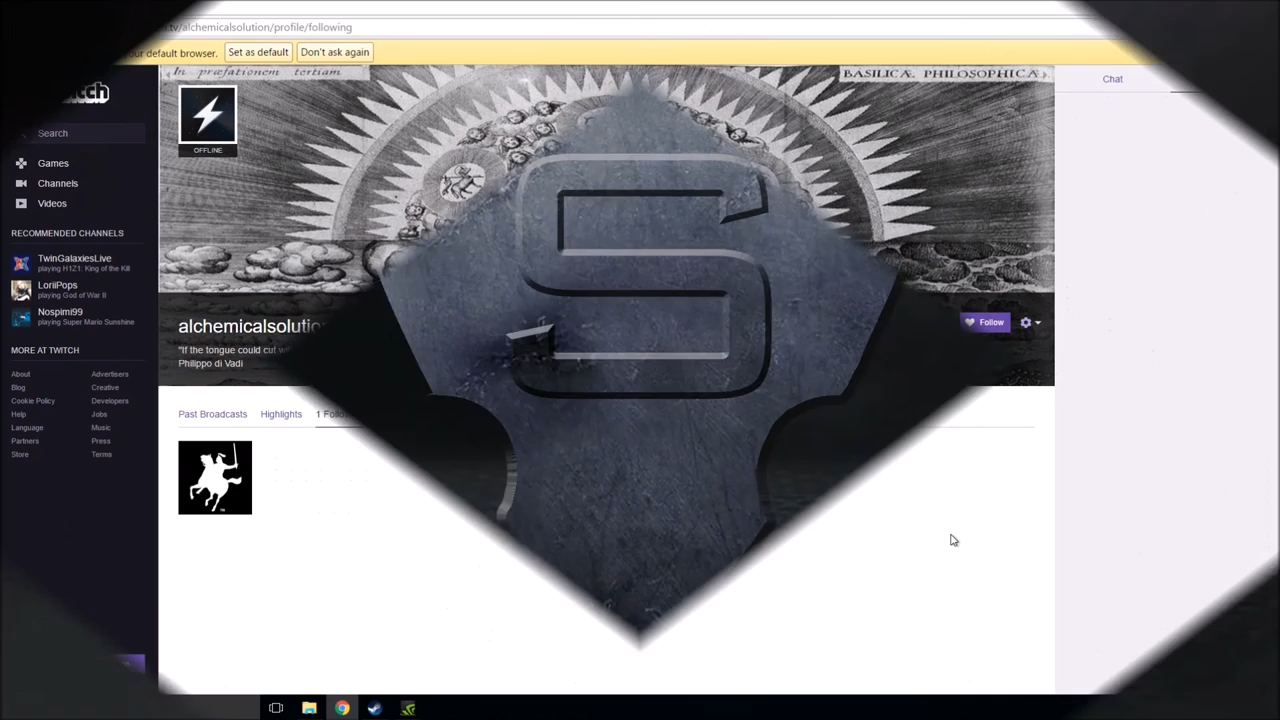 tv/alchemicalsolution/profile/following
our default browser.
Set as default
Don't ask again
In præfationem tertiam
BASILICÆ PHILOSOPHICÆ
Chat
Search
OFFLINE
Games
Channels
Videos
RECOMMENDED CHANNELS
TwinGalaxiesLive
playing H1Z1: King of the Kill
LoriiPops
playing God of War II
Nospimi99
playing Super Mario Sunshine
MORE AT TWITCH
About
Advertisers
Blog
Creative
Cookie Policy
Developers
Help
Jobs
Language
Music
Partners
Press
Store
Terms
alchemicalsolutio
"If the tongue could cut
Philippo di Vadi
Follow
Past Broadcasts
Highlights
1 Follo
S